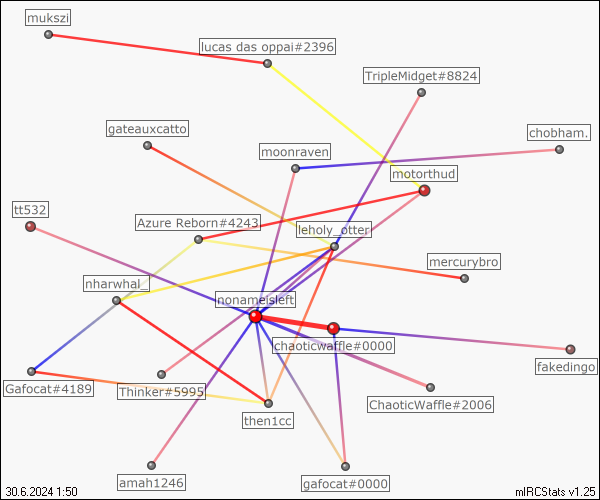 mukszi
lucas das oppai#2396
TripleMidget#8824
gateauxcatto
chobham.
moonraven
motorthud
tt532
Azure Reborn#4243
leholy_otter
mercurybro
nharwhal_
nonameisleft
chaoticwaffle#0000
fakedingo
Gafocat#4189
Thinker#5995
ChaoticWaffle#2006
then1cc
amah1246
gafocat#0000
30.6.2024 1:50
mIRCStats v1.25